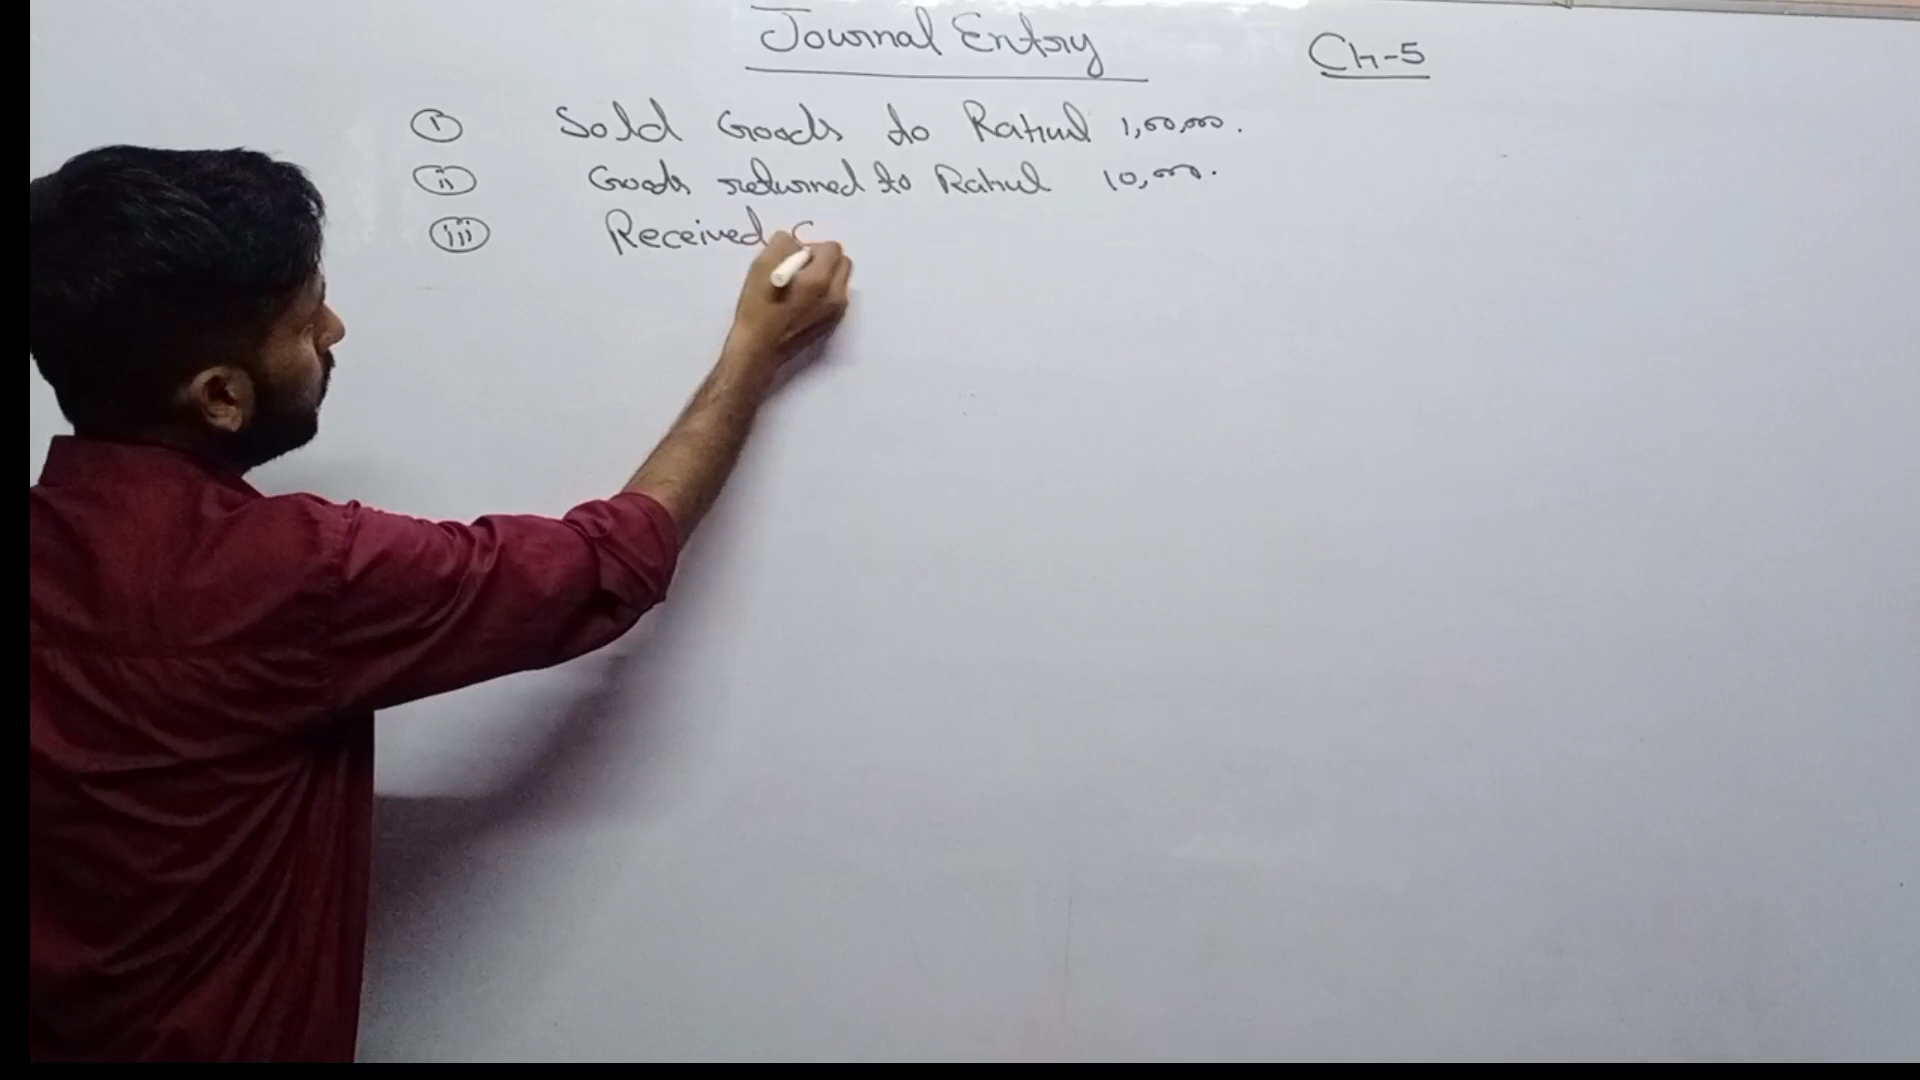 Journal Entry
Ch-5
i Sold Goods to Rahul 1,00,000.
ii Goods returned to Rahul 10,000.
iii Received